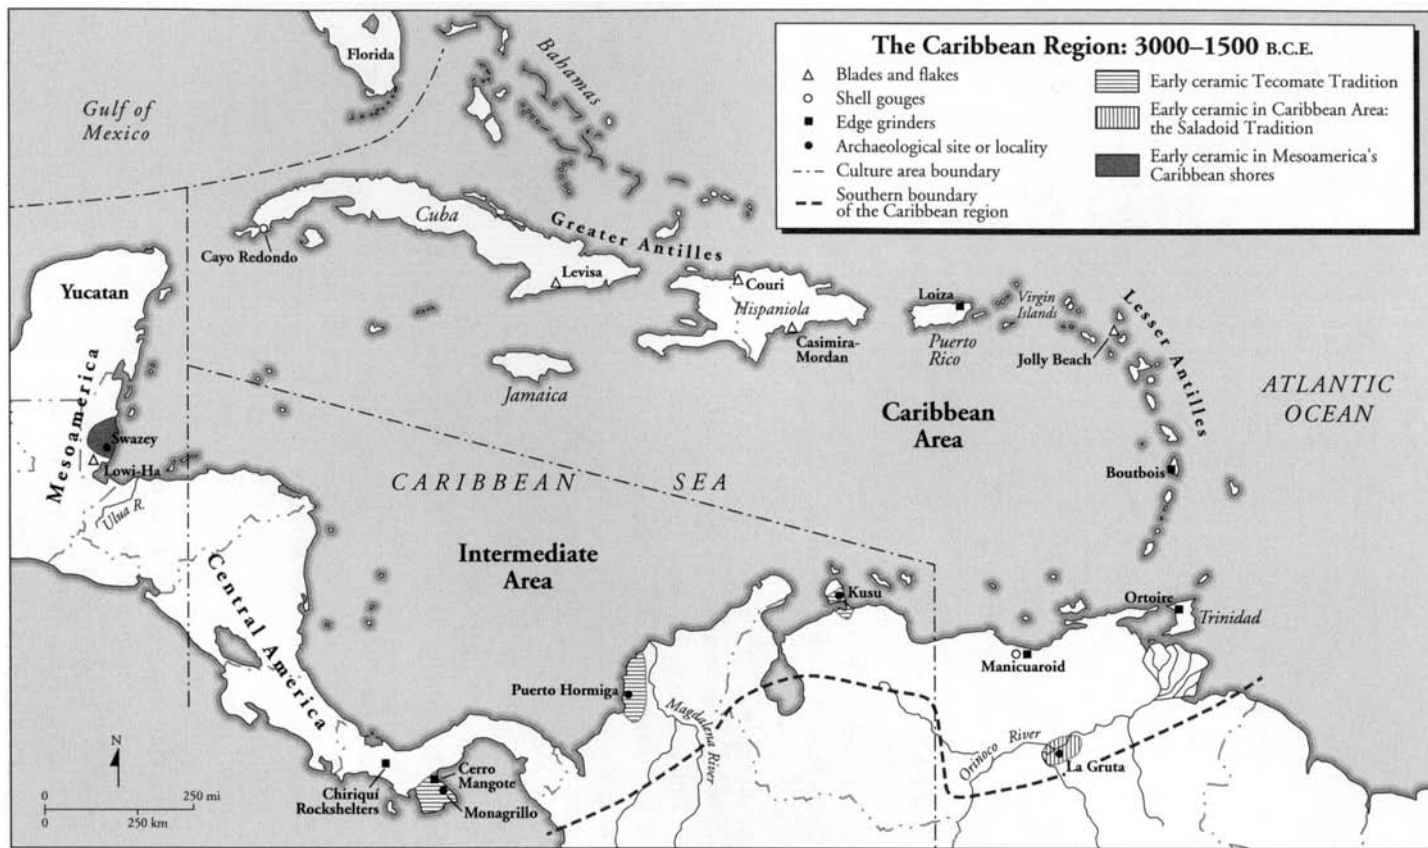 The Caribbean Region: 3000–1500 B.C.E.
Blades and flakes
Shell gouges
Edge grinders
Archaeological site or locality
Culture area boundary
Southern boundary
of the Caribbean region
Early ceramic Tecomate Tradition
Early ceramic in Caribbean Area:
the Saladoid Tradition
Early ceramic in Mesoamerica's
Caribbean shores
Florida
Bahamas
Gulf of
Mexico
Cuba
Greater Antilles
Cayo Redondo
Levisa
Yucatan
Couri
Hispaniola
Casimira-
Mordan
Loiza
Puerto
Rico
Virgin
Islands
Jolly Beach
Lesser Antilles
Jamaica
ATLANTIC
OCEAN
Caribbean
Area
Mesoamerica
Swazey
Lowi-Ha
Ulua R.
CARIBBEAN SEA
Boutbois
Intermediate
Area
Central America
Kusu
Ortoire
Trinidad
Manicuaroid
Puerto Hormiga
Magdalena River
Orinoco River
La Gruta
N
0 250 mi
0 250 km
Chiriquí
Rockshelters
Cerro
Mangote
Monagrillo